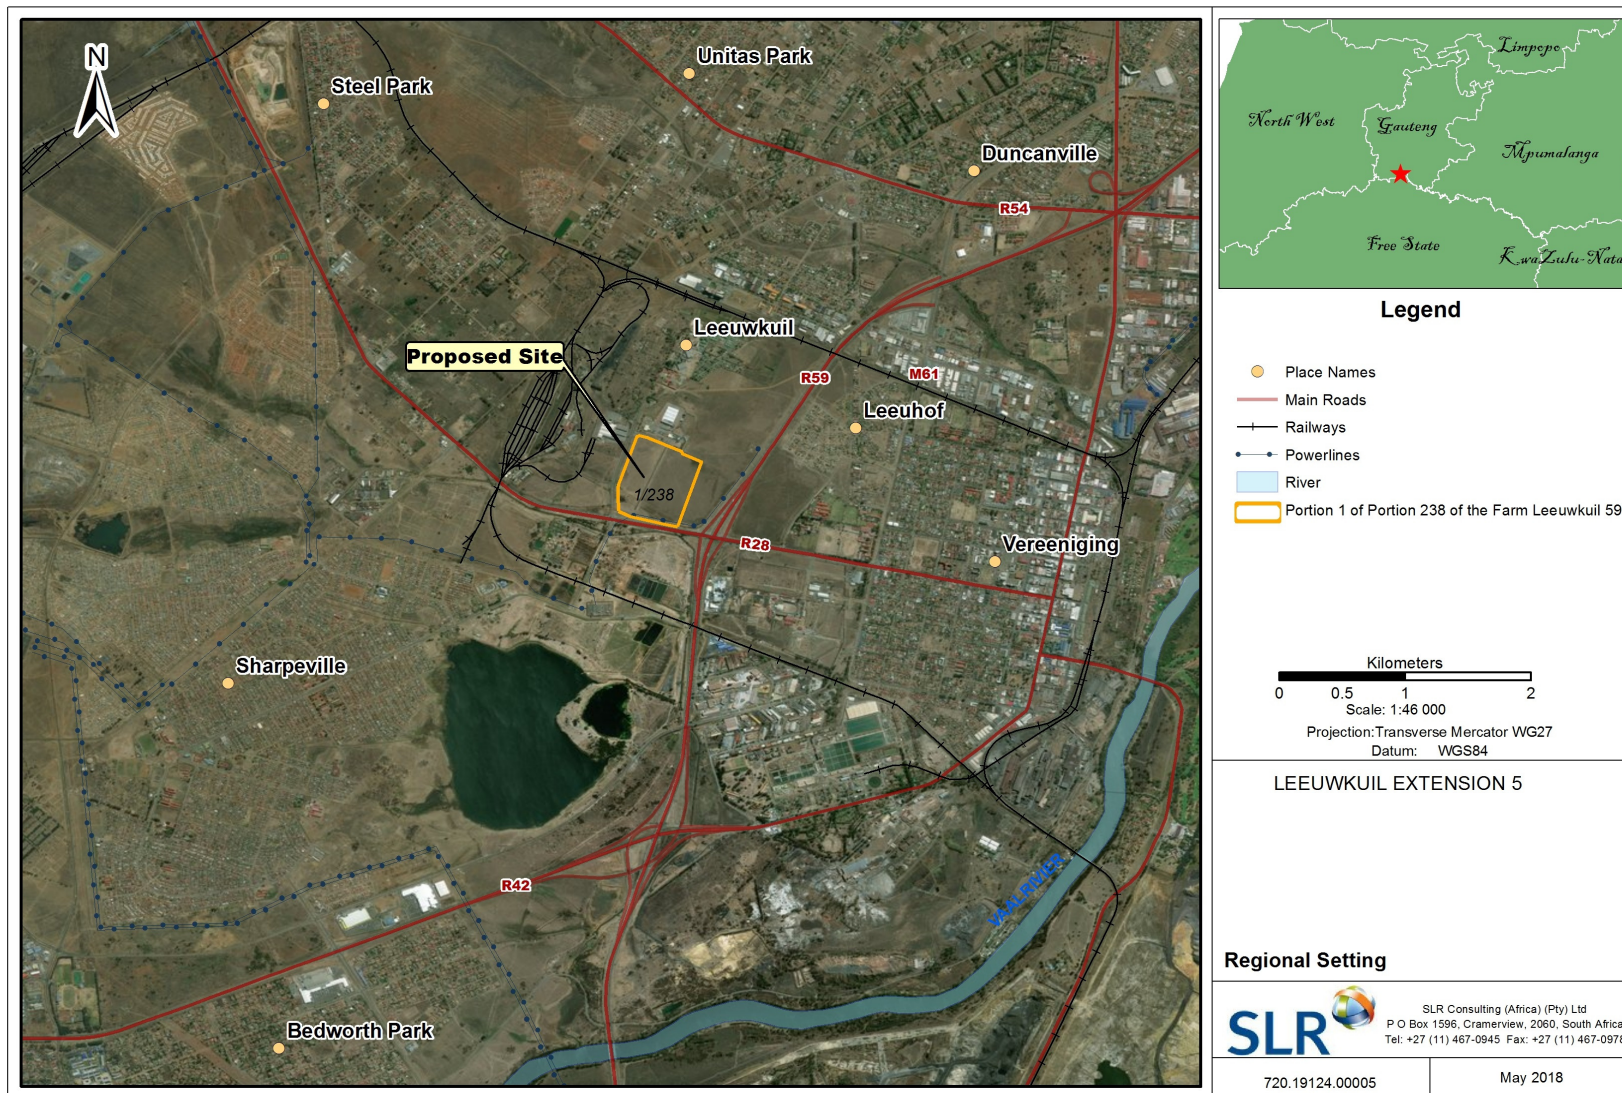 N
Unitas Park
Steel Park
Duncanville
R54
Leeuwkuil
Proposed Site
R59
M61
Leeuhof
1/238
R28
Vereeniging
Sharpeville
R42
VAALRIVIER
Bedworth Park
Limpopo
North West
Gauteng
Mpumalanga
Free State
KwaZulu-Nata
Legend
Place Names
Main Roads
Railways
Powerlines
River
Portion 1 of Portion 238 of the Farm Leeuwkuil 59
Kilometers
0 0.5 1 2
Scale: 1:46 000
Projection:Transverse Mercator WG27
Datum: WGS84
LEEUWKUIL EXTENSION 5
Regional Setting
SLR
SLR Consulting (Africa) (Pty) Ltd
P O Box 1596, Cramerview, 2060, South Africa
Tel: +27 (11) 467-0945 Fax: +27 (11) 467-0978
720.19124.00005
May 2018